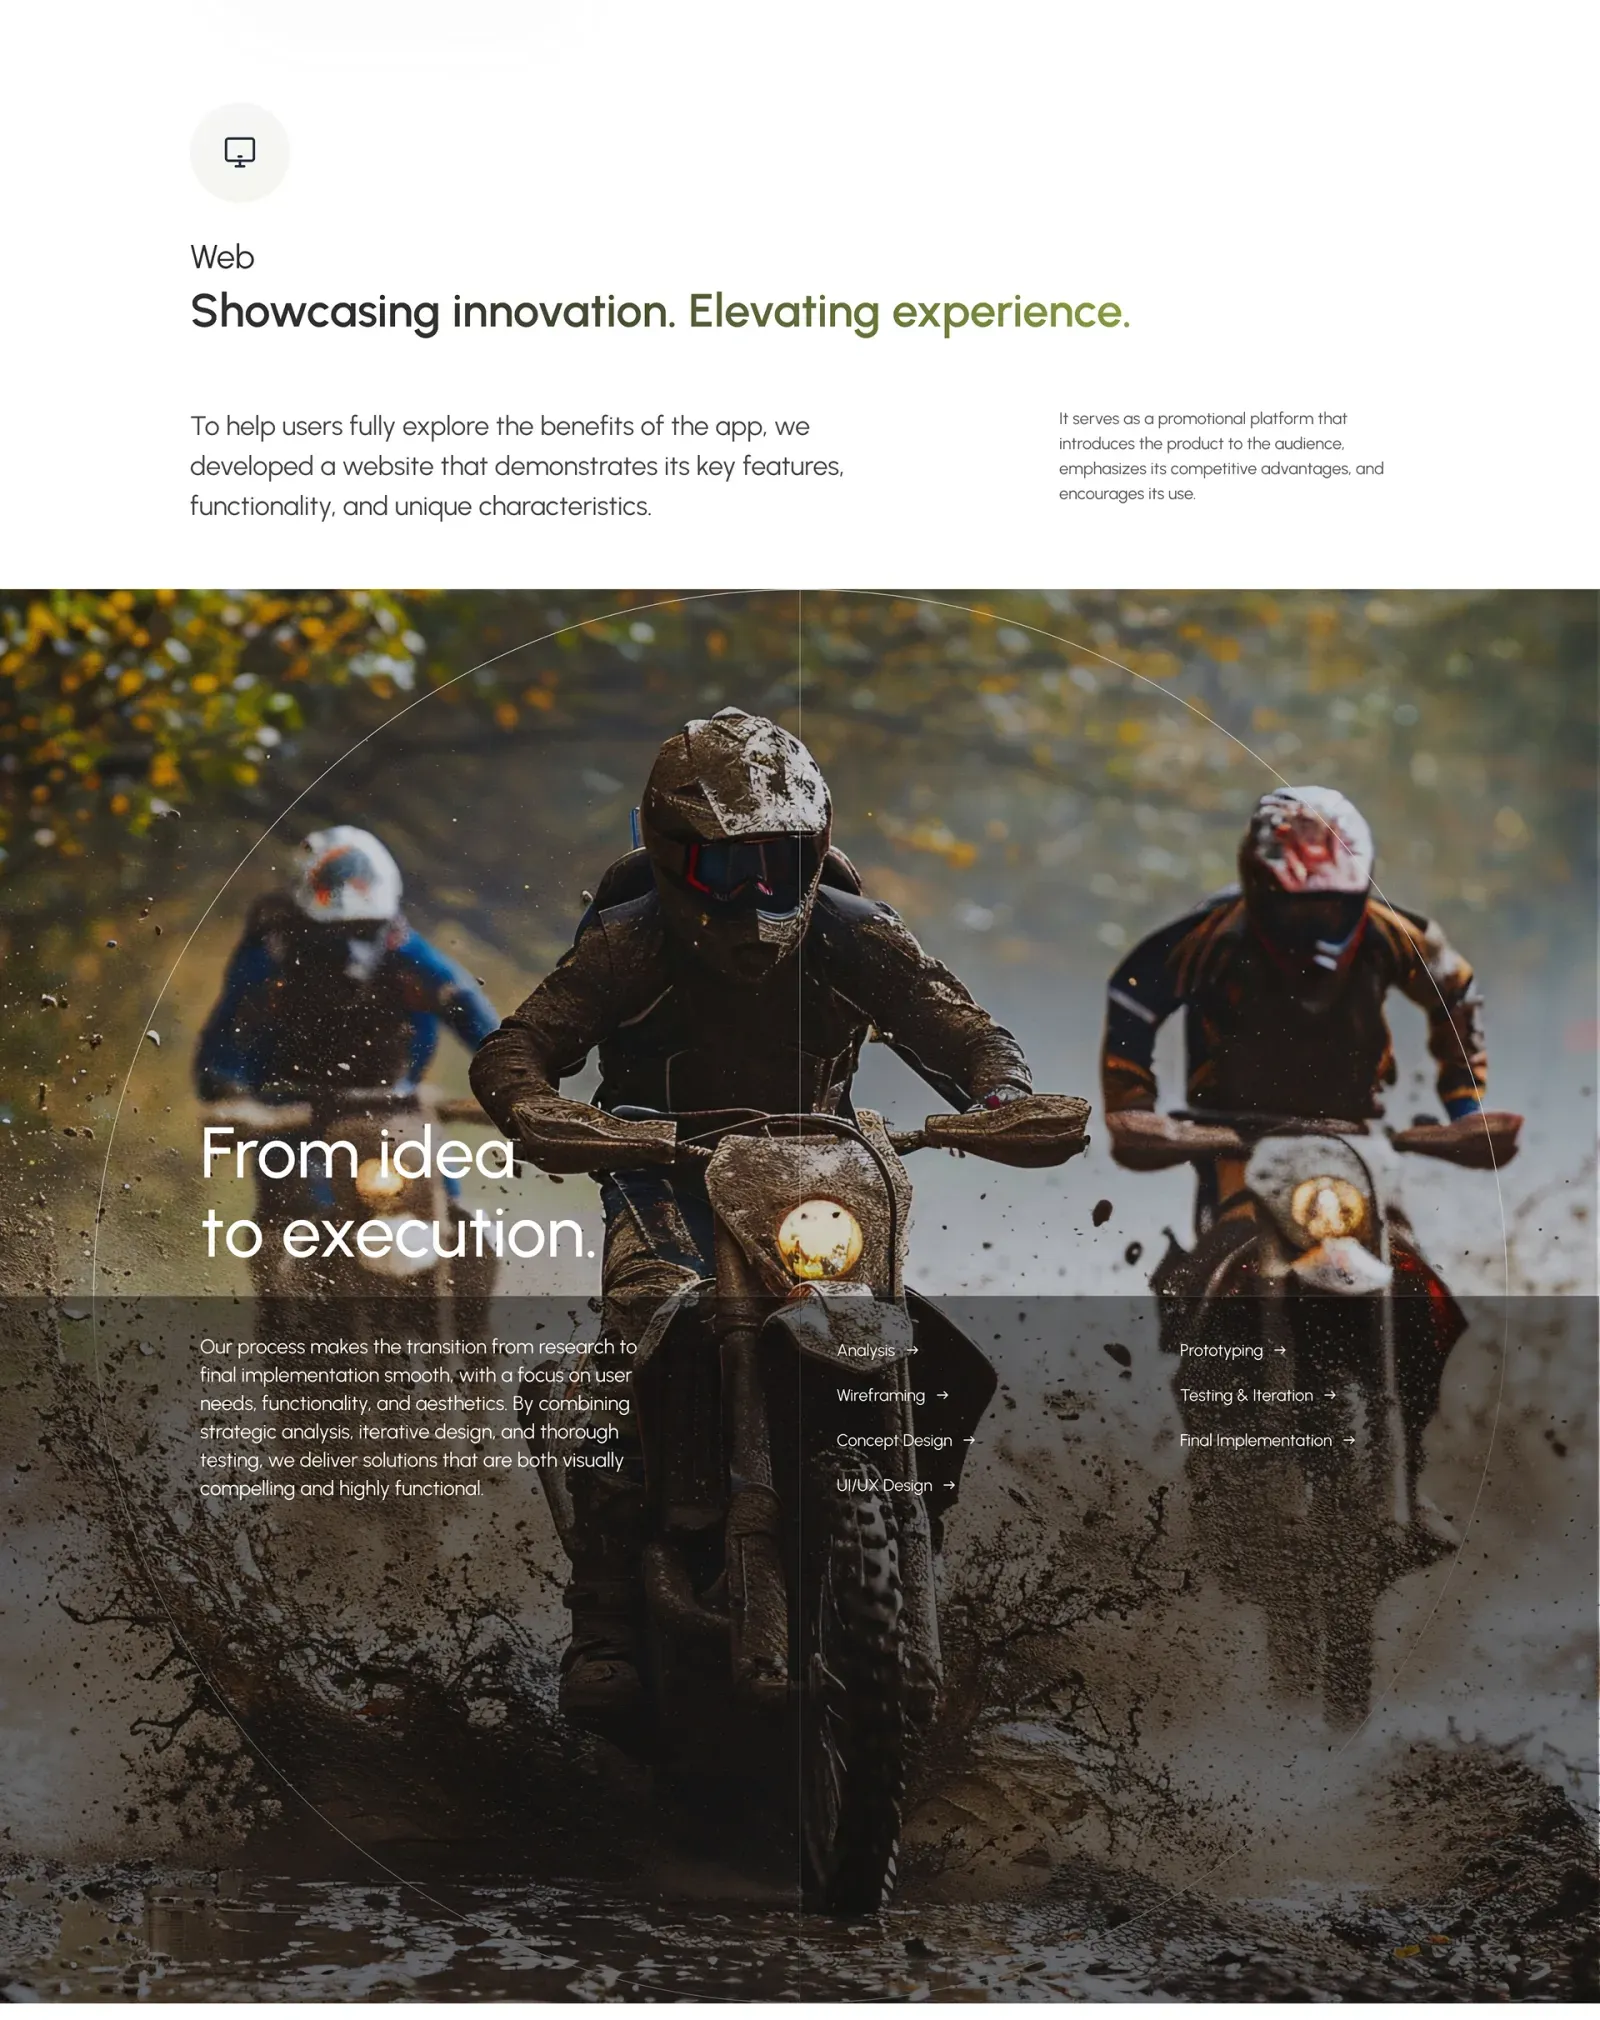 Web
Showcasing innovation. Elevating experience.
To help users fully explore the benefits of the app, we
developed a website that demonstrates its key features,
functionality, and unique characteristics.
It serves as a promotional platform that
introduces the product to the audience,
emphasizes its competitive advantages, and
encourages its use.
From idea
to execution.
Our process makes the transition from research to
final implementation smooth, with a focus on user
needs, functionality, and aesthetics. By combining
strategic analysis, iterative design, and thorough
testing, we deliver solutions that are both visually
compelling and highly functional.
Analysis →
Wireframing →
Concept Design →
UI/UX Design →
Prototyping →
Testing & Iteration →
Final Implementation →